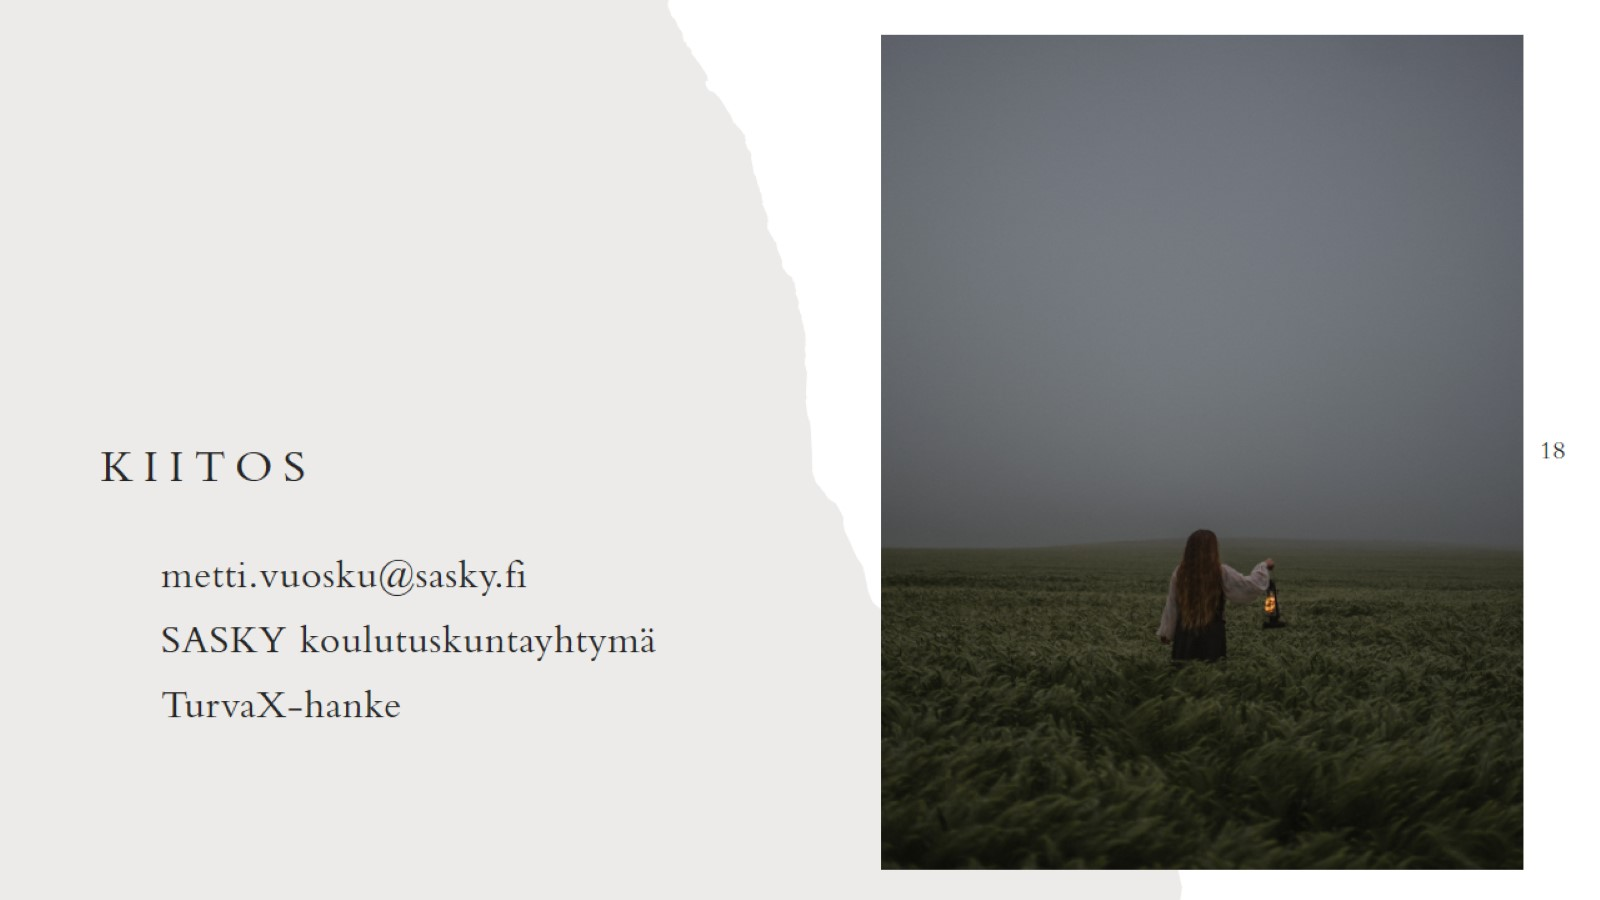 KIITOS
metti.vuosku@sasky.fi
SASKY koulutuskuntayhtymä
TurvaX-hanke
18